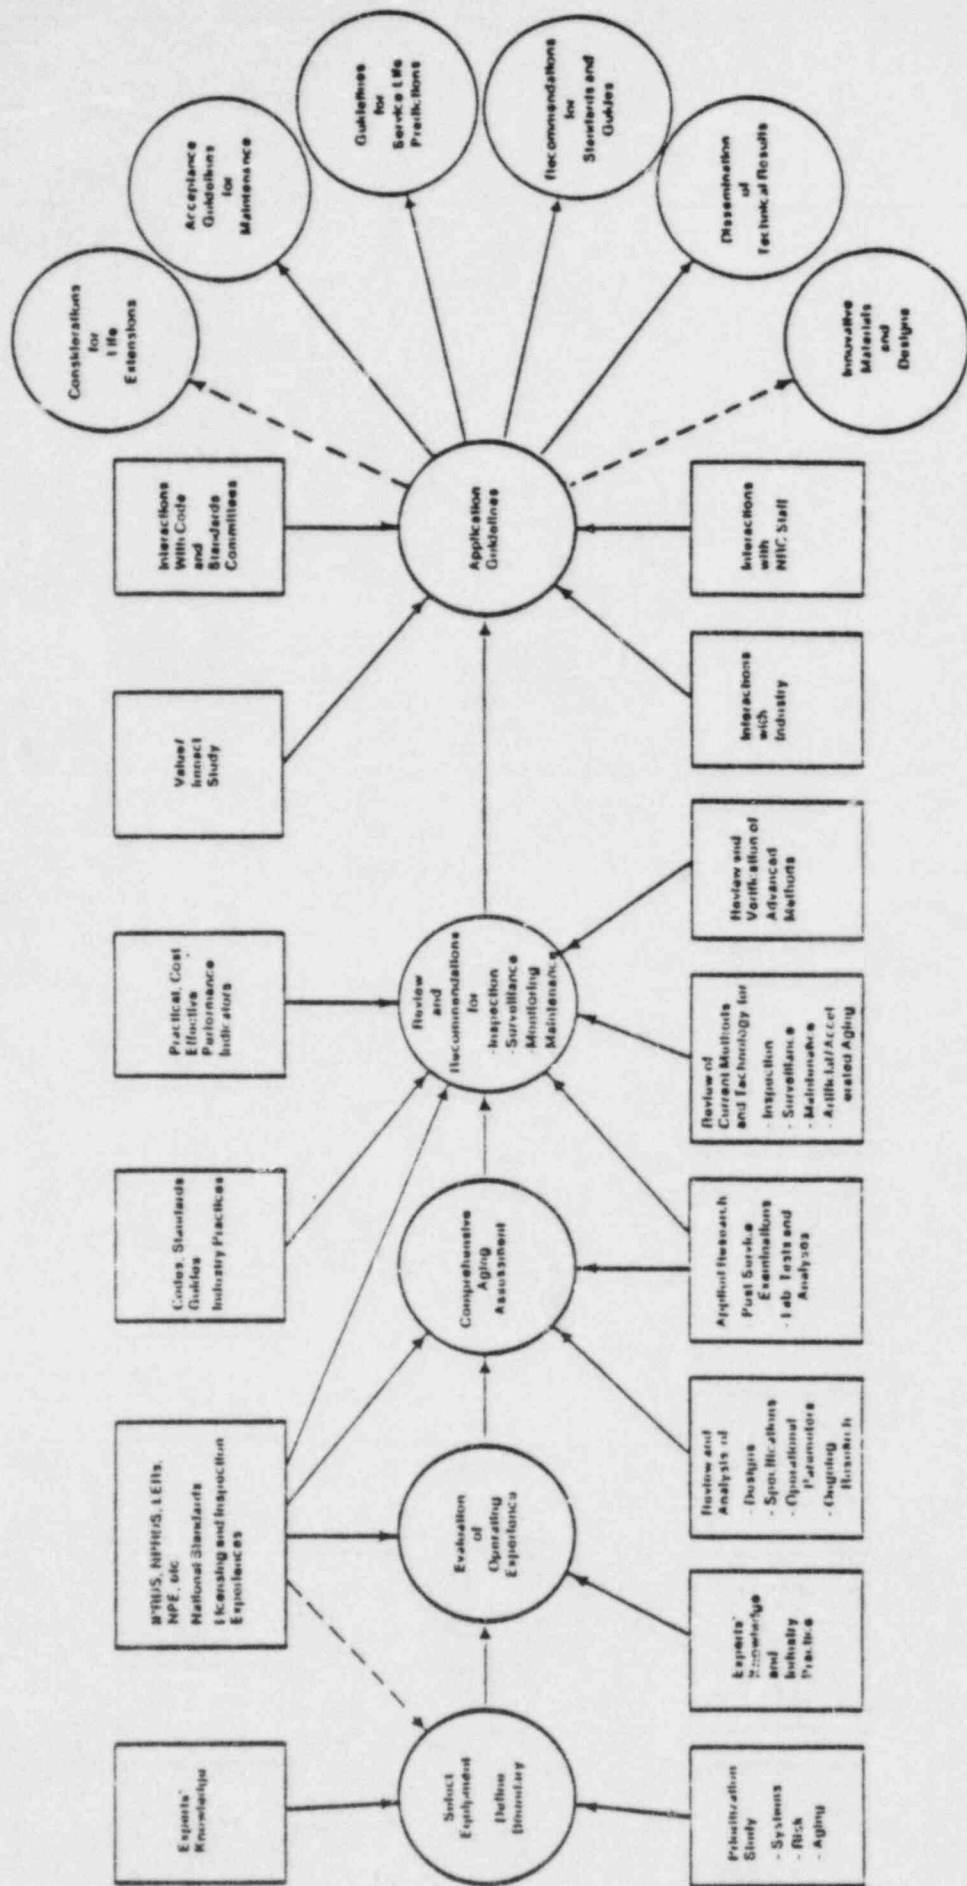 Experts'
Knowledge
NPE, etc
National Standards
Licensing and Inspection
Experiences
Codes, Standards
Guides
Industry Practices
Practical, Cost
Effective
Performance
Indicators
Value/
Impact
Study
Interactions
With Code
and
Standards
Committees
Select
Equipment
Define
Boundary
Evaluation
of
Operating
Experience
Comprehensive
Aging
Assessment
Review
and
Recommendations
for
-Inspection
-Surveillance
-Monitoring
Maintenance
Application
Guidelines
Prioritization
Study
- Systems
- Risk
- Aging
Experts'
Knowledge
and
Industry
Practice
Review and
Analysis of
- Designs
- Specifications
- Operational
Parameters
- Ongoing
Research
Applied Research
Post Service
Examinations
- Lab Tests and
Analyses
Review of
Current Methods
and Technology for
- Inspection
- Surveillance
- Maintenance
- Artificial/Accel
erated Aging
Review and
Verification of
Advanced
Methods
Interactions
with
Industry
Interactions
with
NRC Staff
Considerations
for
Life
Extensions
Acceptance
Guidelines
for
Maintenance
Guidelines
for
Service Life
Predictions
Recommendations
for
Standards and
Guides
Dissemination
of
Technical Results
Innovative
Materials
and
Designs